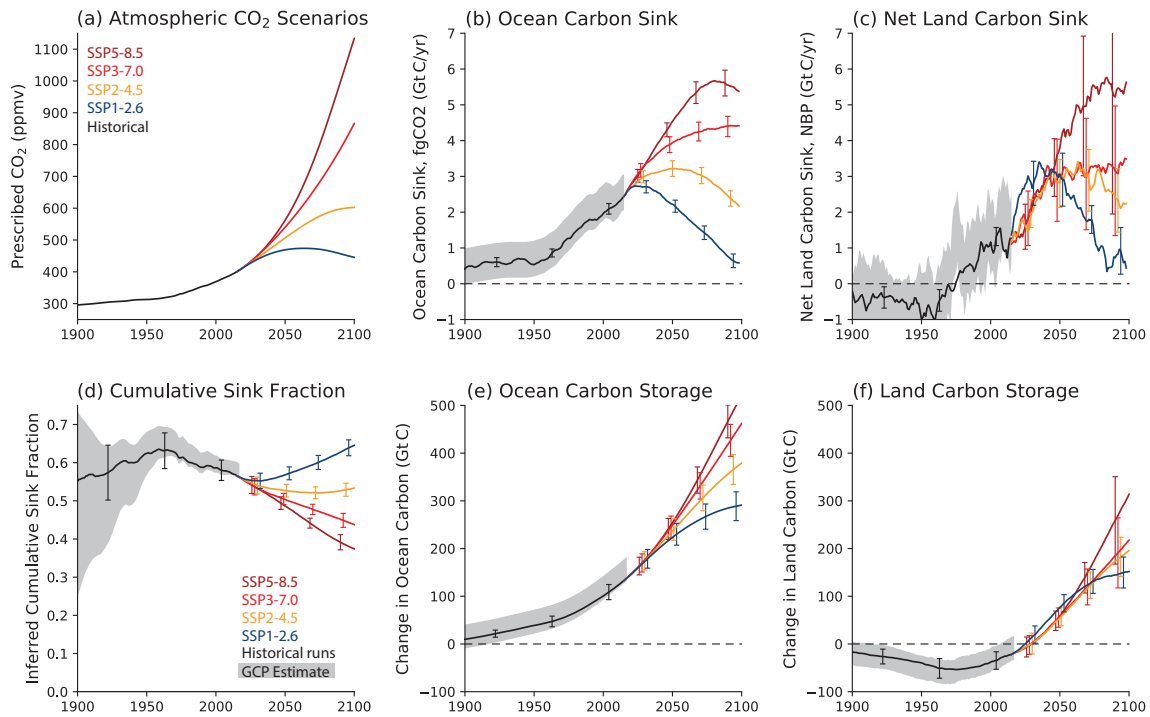 (a) Atmospheric CO2 Scenarios
Prescribed CO2 (ppmv)
1100
1000
900
800
700
600
500
400
300
SSP5-8.5
SSP3-7.0
SSP2-4.5
SSP1-2.6
Historical
1900 1950 2000 2050 2100
(b) Ocean Carbon Sink
Ocean Carbon Sink, fgCO2 (Gt C/yr)
7
6
5
4
3
2
1
0
−1
1900 1950 2000 2050 2100
(c) Net Land Carbon Sink
Net Land Carbon Sink, NBP (Gt C/yr)
7
6
5
4
3
2
1
0
−1
1900 1950 2000 2050 2100
(d) Cumulative Sink Fraction
Inferred Cumulative Sink Fraction
0.7
0.6
0.5
0.4
0.3
0.2
0.1
0.0
SSP5-8.5
SSP3-7.0
SSP2-4.5
SSP1-2.6
Historical runs
GCP Estimate
1900 1950 2000 2050 2100
(e) Ocean Carbon Storage
Change in Ocean Carbon (Gt C)
500
400
300
200
100
0
−100
1900 1950 2000 2050 2100
(f) Land Carbon Storage
Change in Land Carbon (Gt C)
500
400
300
200
100
0
−100
1900 1950 2000 2050 2100